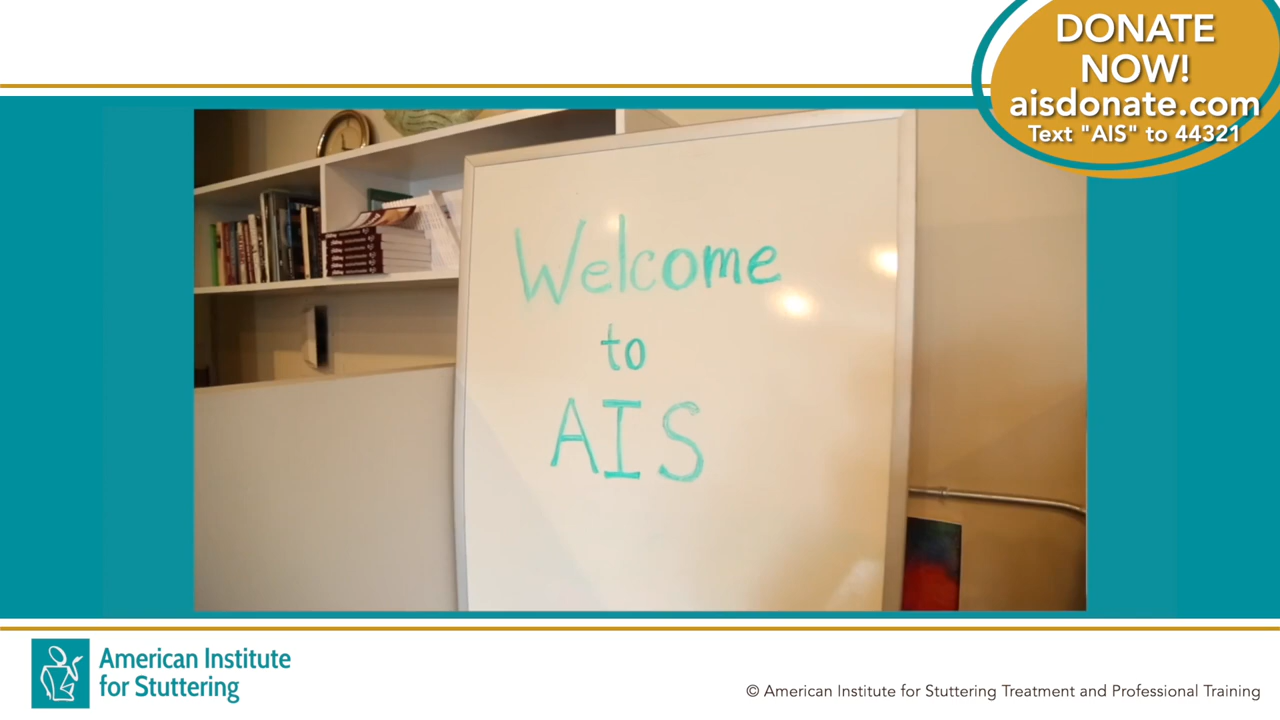 DONATE
NOW!
aisdonate.com
Text "AIS" to 44321
Welcome
to
AIS
American Institute
for Stuttering
© American Institute for Stuttering Treatment and Professional Training